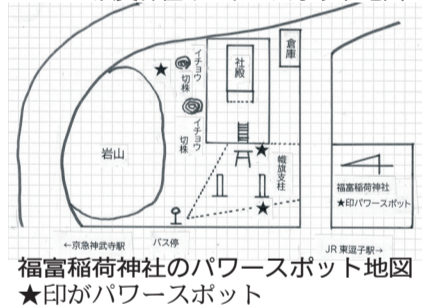 倉庫
社殿
イチョウ
切株
イチョウ
切株
岩山
幟旗支柱
福富稲荷神社
★印パワースポット
←京急神武寺駅
バス停
JR 東逗子駅→
福富稲荷神社のパワースポット地図
★印がパワースポット